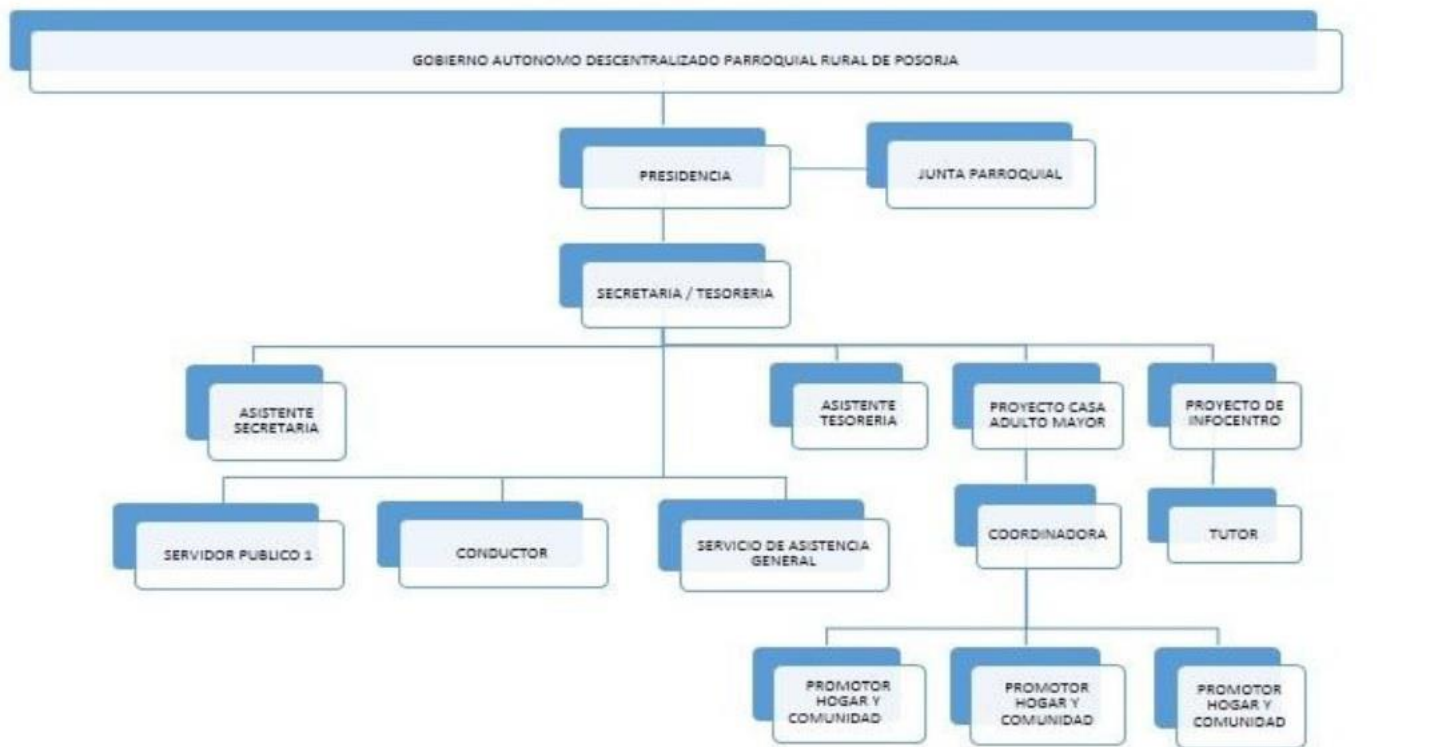 GOBIERNO AUTONOMO DESCENTRALIZADO PARROQUIAL RURAL DE POSORJA
PRESIDENCIA
JUNTA PARROQUIAL
SECRETARIA / TESORERIA
ASISTENTE
SECRETARIA
ASISTENTE
TESORERIA
PROYECTO CASA
ADULTO MAYOR
PROYECTO DE
INFOCENTRO
SERVIDOR PUBLICO 1
CONDUCTOR
SERVICIO DE ASISTENCIA
GENERAL
COORDINADORA
TUTOR
PROMOTOR
HOGAR Y
COMUNIDAD
PROMOTOR
HOGAR Y
COMUNIDAD
PROMOTOR
HOGAR Y
COMUNIDAD